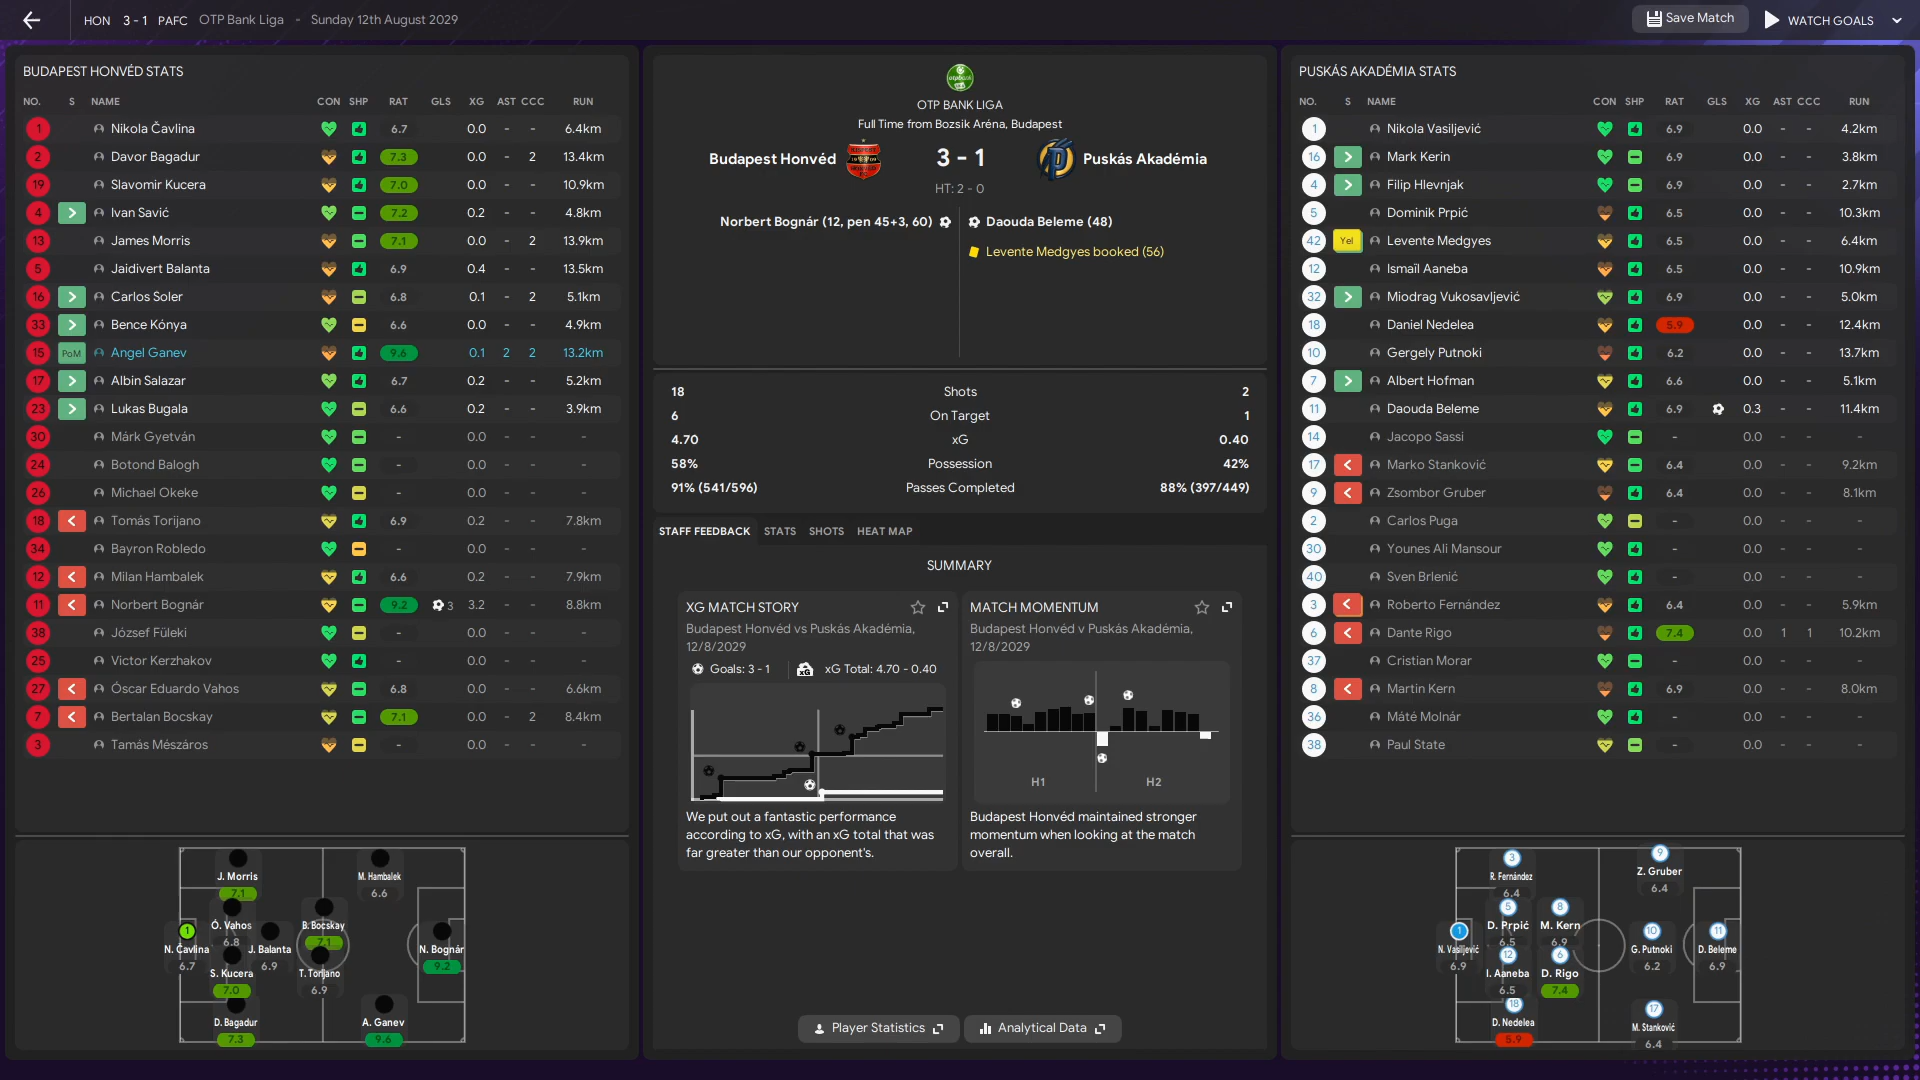 HON 3 - 1 PAFC OTP Bank Liga - Sunday 12th August 2029
Save Match
WATCH GOALS
BUDAPEST HONVÉD STATS
NO. S NAME CON SHP RAT GLS XG AST CCC RUN
1 Nikola Čavlina 6.7 0.0 - - 6.4km
2 Davor Bagadur 7.3 0.0 - 2 13.4km
19 Slavomir Kucera 7.0 0.0 - - 10.9km
4 Ivan Savić 7.2 0.2 - - 4.8km
13 James Morris 7.1 0.0 - 2 13.9km
5 Jaidivert Balanta 6.9 0.4 - - 13.5km
16 Carlos Soler 6.8 0.1 - 2 5.1km
33 Bence Kónya 6.6 0.0 - - 4.9km
15 PoM Angel Ganev 9.6 0.1 2 2 13.2km
17 Albin Salazar 6.7 0.2 - - 5.2km
23 Lukas Bugala 6.6 0.2 - - 3.9km
30 Márk Gyetván - 0.0 - - -
24 Botond Balogh - 0.0 - - -
26 Michael Okeke - 0.0 - - -
18 Tomás Torijano 6.9 0.2 - - 7.8km
34 Bayron Robledo - 0.0 - - -
12 Milan Hambalek 6.6 0.2 - - 7.9km
11 Norbert Bognár 9.2 3 3.2 - - 8.8km
38 József Füleki - 0.0 - - -
25 Victor Kerzhakov - 0.0 - - -
27 Óscar Eduardo Vahos 6.8 0.0 - - 6.6km
7 Bertalan Bocskay 7.1 0.0 - 2 8.4km
3 Tamás Mészáros - 0.0 - - -
J. Morris
7.1
M. Hambalek
6.6
1
N. Čavlina
6.7
Ó. Vahos
6.8
J. Balanta
6.9
B. Bocskay
7.1
S. Kucera
7.0
T. Torijano
6.9
N. Bognár
9.2
D. Bagadur
7.3
A. Ganev
9.6
OTP BANK LIGA
Full Time from Bozsik Aréna, Budapest
Budapest Honvéd 3 - 1 Puskás Akadémia
HT: 2 - 0
Norbert Bognár (12, pen 45+3, 60)
Daouda Beleme (48)
Levente Medgyes booked (56)
18 Shots 2
6 On Target 1
4.70 xG 0.40
58% Possession 42%
91% (541/596) Passes Completed 88% (397/449)
STAFF FEEDBACK STATS SHOTS HEAT MAP
SUMMARY
XG MATCH STORY
Budapest Honvéd vs Puskás Akadémia,
12/8/2029
Goals: 3 - 1 xG Total: 4.70 - 0.40
We put out a fantastic performance
according to xG, with an xG total that was
far greater than our opponent's.
MATCH MOMENTUM
Budapest Honvéd v Puskás Akadémia,
12/8/2029
H1 H2
Budapest Honvéd maintained stronger
momentum when looking at the match
overall.
Player Statistics
Analytical Data
PUSKÁS AKADÉMIA STATS
NO. S NAME CON SHP RAT GLS XG AST CCC RUN
1 Nikola Vasiljević 6.9 0.0 - - 4.2km
16 Mark Kerin 6.9 0.0 - - 3.8km
4 Filip Hlevnjak 6.9 0.0 - - 2.7km
5 Dominik Prpić 6.5 0.0 - - 10.3km
42 Yel Levente Medgyes 6.5 0.0 - - 6.4km
12 Ismaïl Aaneba 6.5 0.0 - - 10.9km
32 Miodrag Vukosavljević 6.9 0.0 - - 5.0km
18 Daniel Nedelea 5.9 0.0 - - 12.4km
10 Gergely Putnoki 6.2 0.0 - - 13.7km
7 Albert Hofman 6.6 0.0 - - 5.1km
11 Daouda Beleme 6.9 0.3 - - 11.4km
14 Jacopo Sassi - 0.0 - - -
17 Marko Stanković 6.4 0.0 - - 9.2km
9 Zsombor Gruber 6.4 0.0 - - 8.1km
2 Carlos Puga - 0.0 - - -
30 Younes Ali Mansour - 0.0 - - -
40 Sven Brlenić - 0.0 - - -
3 Roberto Fernández 6.4 0.0 - - 5.9km
6 Dante Rigo 7.4 0.0 1 1 10.2km
37 Cristian Morar - 0.0 - - -
8 Martin Kern 6.9 0.0 - - 8.0km
36 Máté Molnár - 0.0 - - -
38 Paul State - 0.0 - - -
3
R. Fernández
6.4
9
Z. Gruber
6.4
1
N. Vasiljević
6.9
5
D. Prpić
6.5
8
M. Kern
6.9
12
I. Aaneba
6.5
6
D. Rigo
7.4
10
G. Putnoki
6.2
11
D. Beleme
6.9
18
D. Nedelea
5.9
17
M. Stanković
6.4